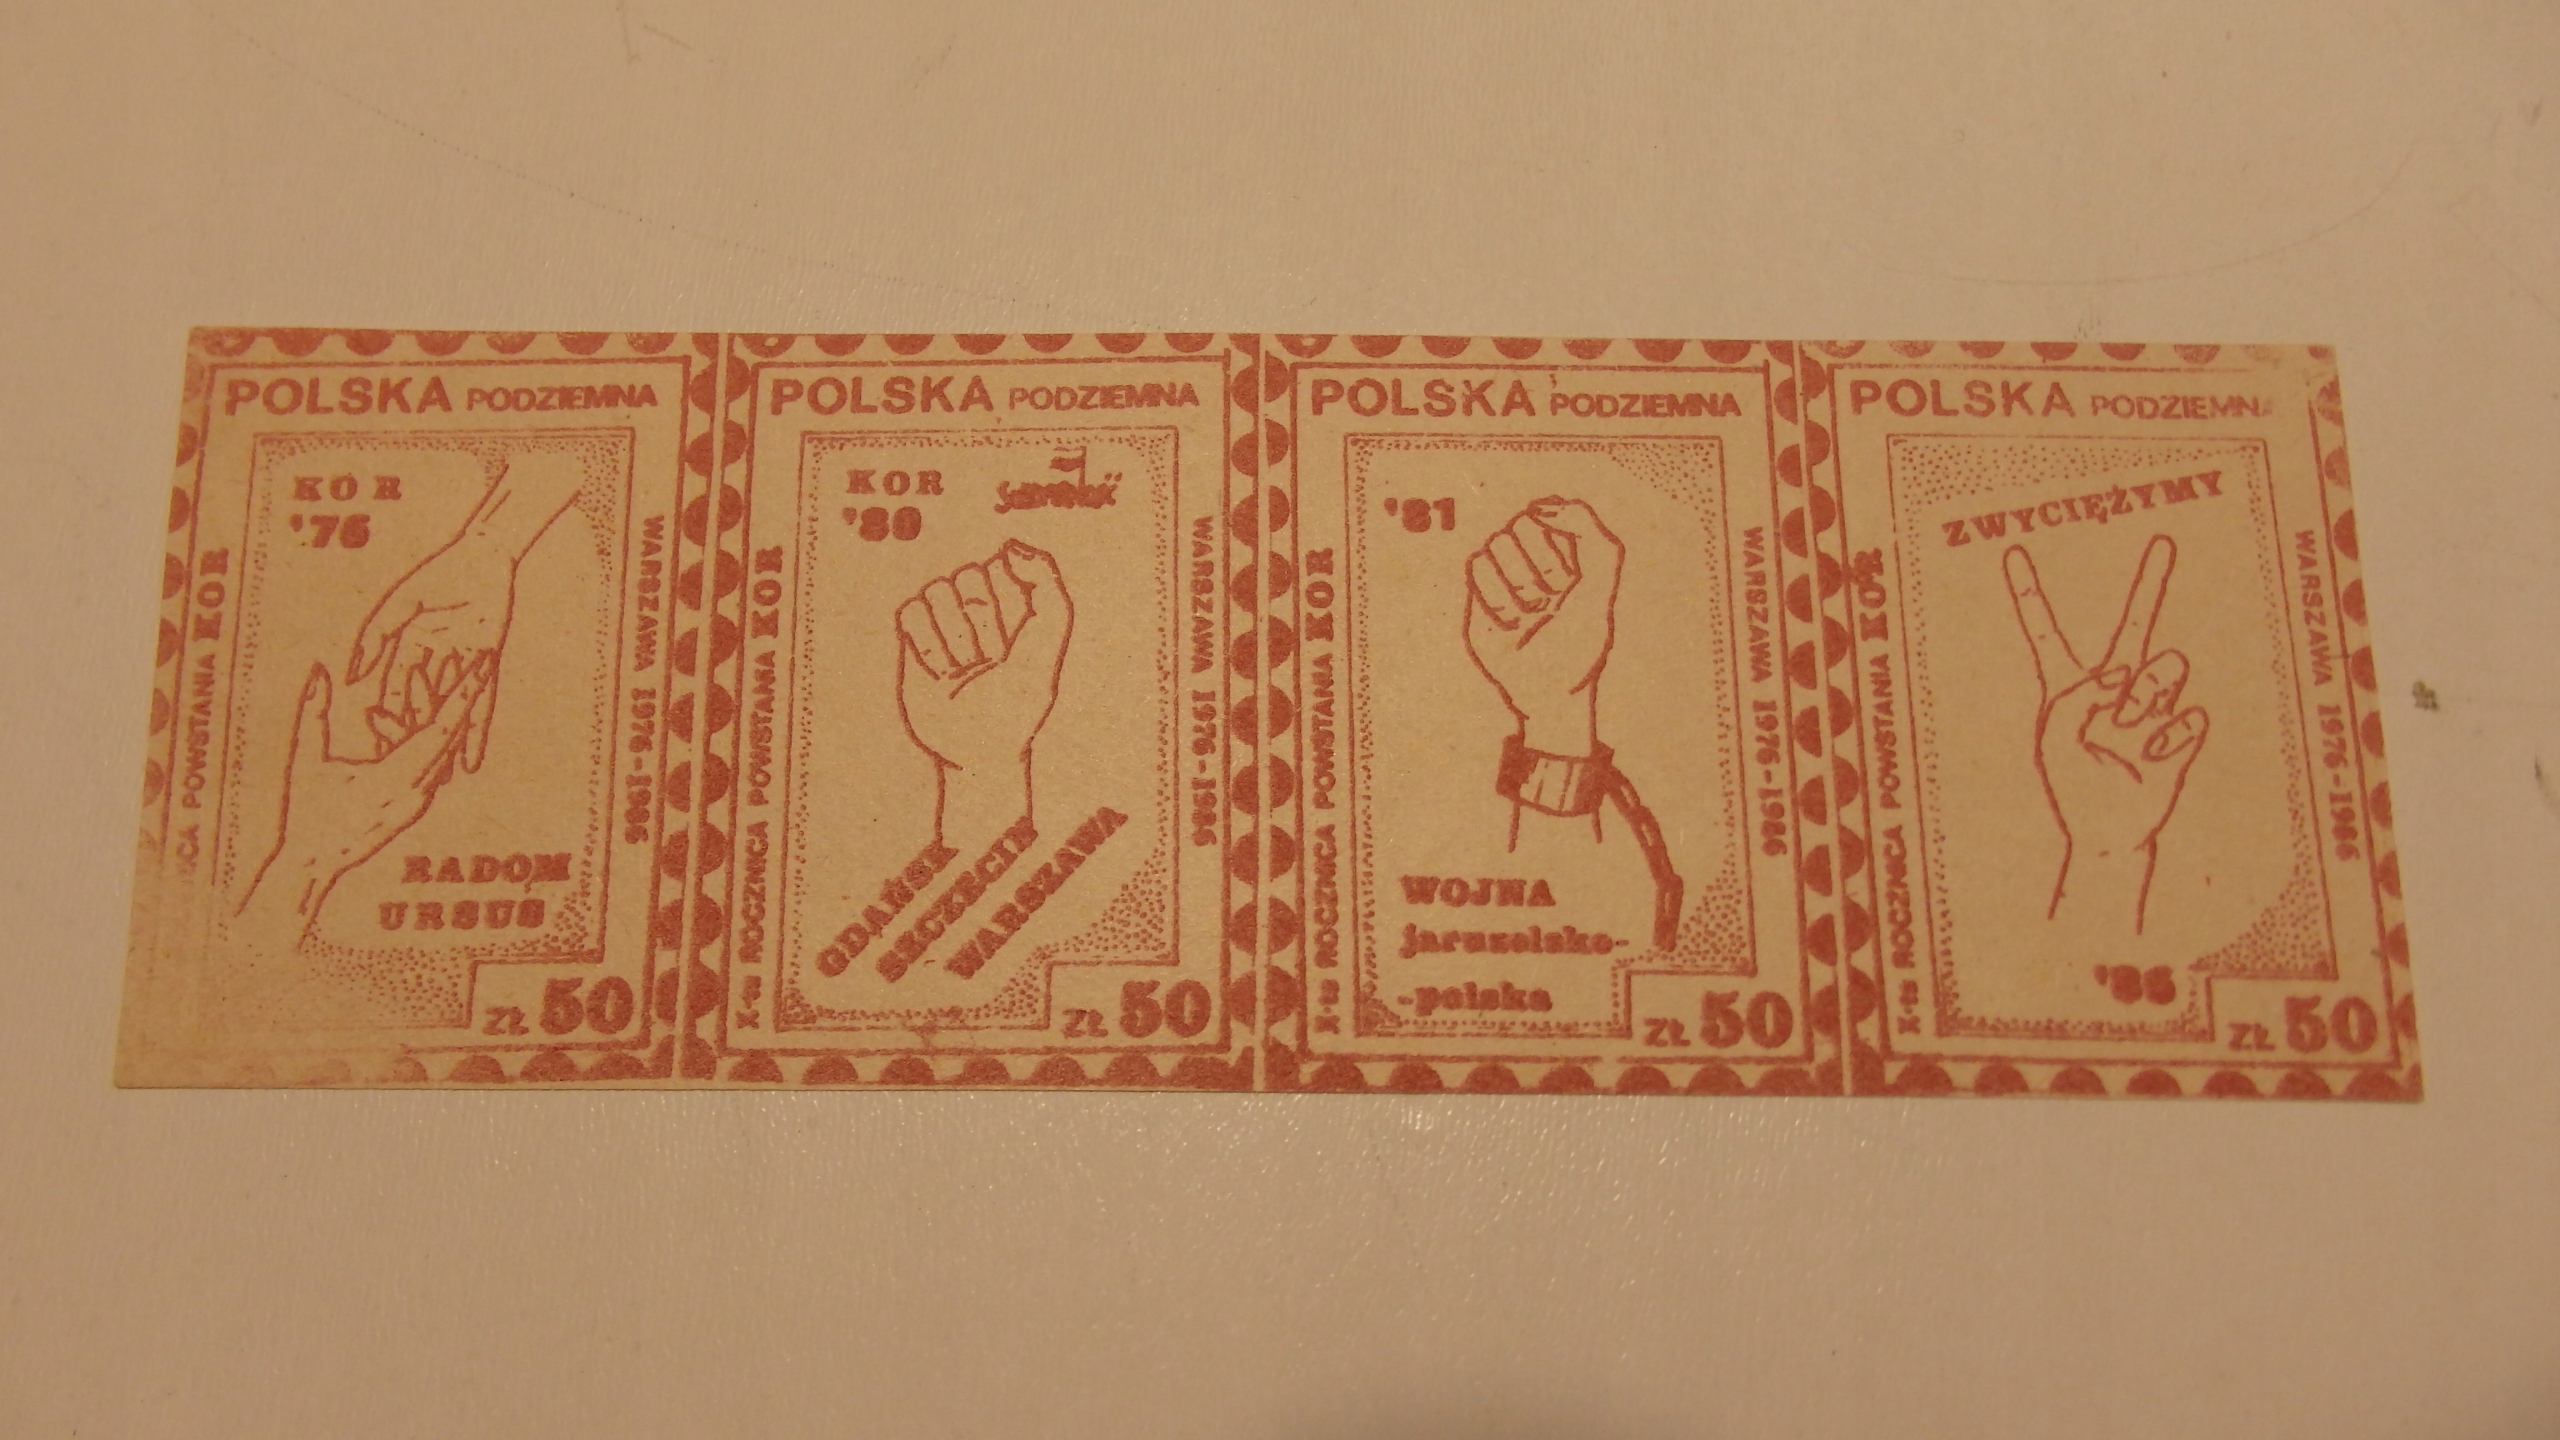 POLSKA PODZIEMNA
KOR
'76
RADOM
URSUS
POWSTANIA KOR
WARSZAWA 1976-1986
ZŁ 50
POLSKA PODZIEMNA
KOR
'80
Solidarność
GDAŃSK
SZCZECIN
WARSZAWA
X-ta ROCZNICA POWSTANIA KOR
WARSZAWA 1976-1986
ZŁ 50
POLSKA PODZIEMNA
'81
WOJNA
jaruzelsko-
-polska
X-ta ROCZNICA POWSTANIA KOR
WARSZAWA 1976-1986
ZŁ 50
POLSKA PODZIEMNA
ZWYCIĘŻYMY
'86
X-ta ROCZNICA POWSTANIA KOR
WARSZAWA 1976-1986
ZŁ 50